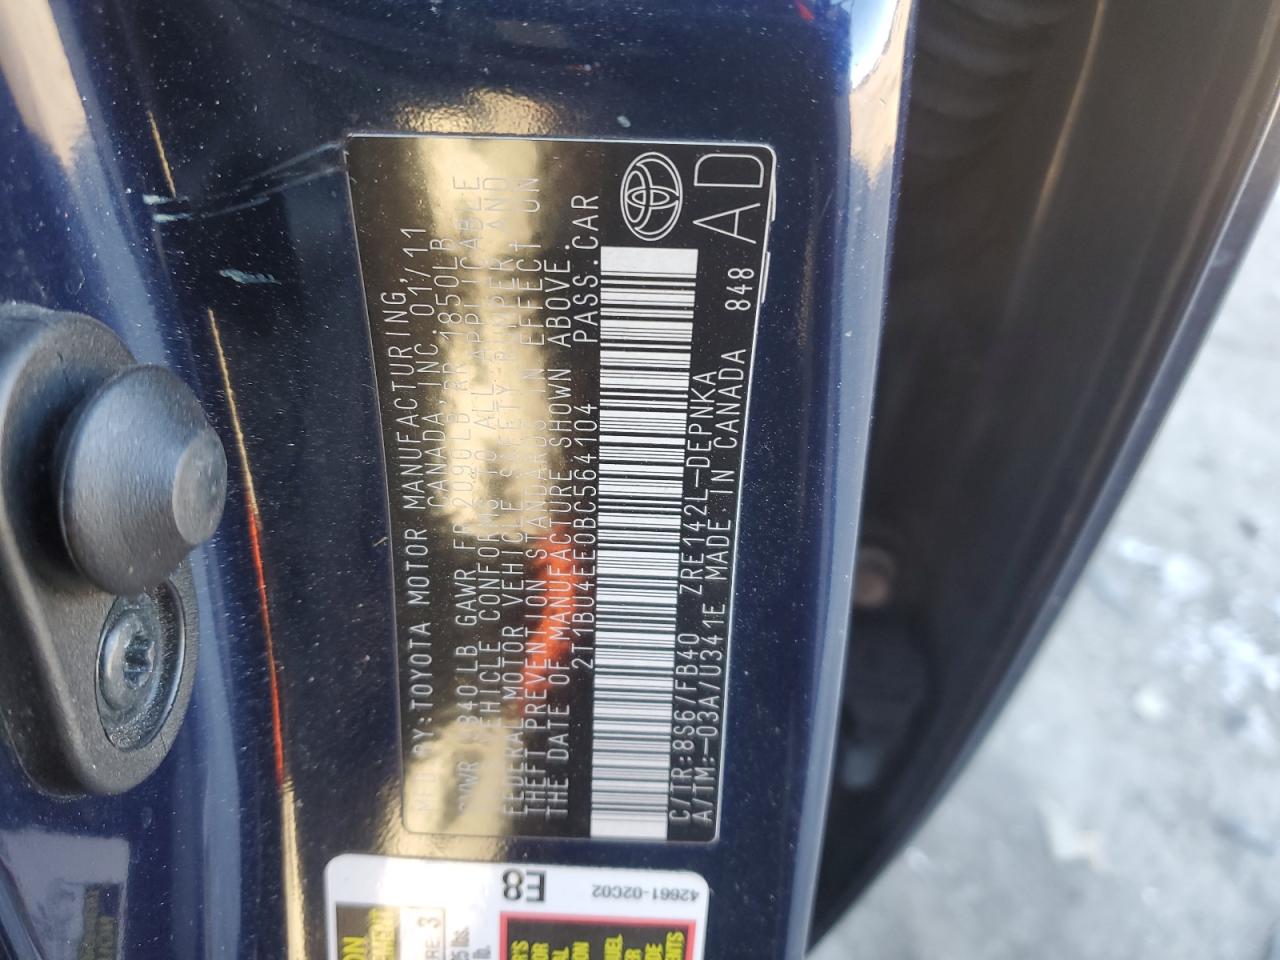 MFD. BY:TOYOTA MOTOR MANUFACTURING,
CANADA,INC. 01/11
GVWR 3840LB GAWR FR 2090LB RR 1850LB
VEHICLE CONFORMS TO ALL APPLICABLE
FEDERAL MOTOR VEHICLE SAFETY,BUMPER AND
THEFT PREVENTION STANDARDS IN EFFECT ON
THE DATE OF MANUFACTURE SHOWN ABOVE.
2T1BU4EE0BC564104 PASS.CAR
C/TR:8S6/FB40 ZRE142L-DEPNKA
A/TM:-03A/U341E MADE IN CANADA 848
AD
E8
42661-02C02